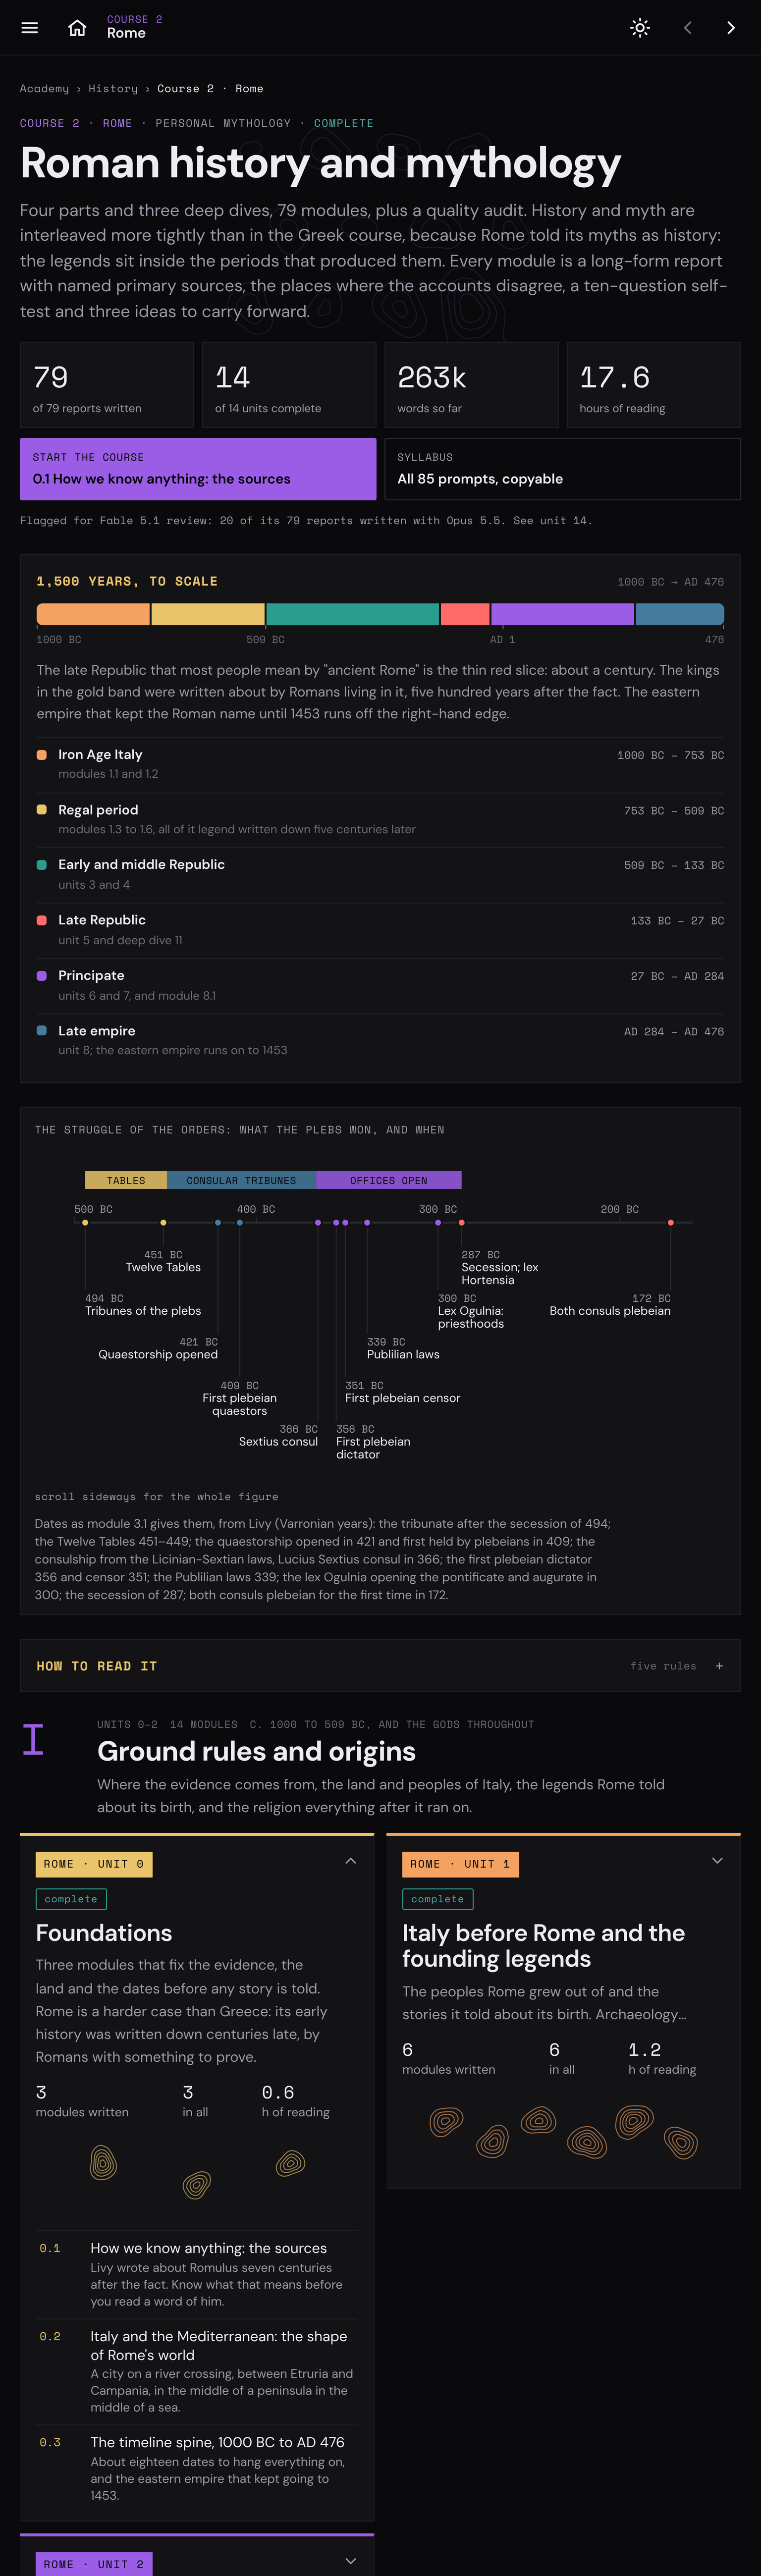 COURSE 2
Rome
Academy › History › Course 2 · Rome
COURSE 2 · ROME · PERSONAL MYTHOLOGY · COMPLETE
Roman history and mythology
Four parts and three deep dives, 79 modules, plus a quality audit. History and myth are
interleaved more tightly than in the Greek course, because Rome told its myths as history:
the legends sit inside the periods that produced them. Every module is a long-form report
with named primary sources, the places where the accounts disagree, a ten-question self-
test and three ideas to carry forward.
79
of 79 reports written
14
of 14 units complete
263k
words so far
17.6
hours of reading
START THE COURSE
0.1 How we know anything: the sources
SYLLABUS
All 85 prompts, copyable
Flagged for Fable 5.1 review: 20 of its 79 reports written with Opus 5.5. See unit 14.
1,500 YEARS, TO SCALE
1000 BC → AD 476
1000 BC
509 BC
AD 1
476
The late Republic that most people mean by "ancient Rome" is the thin red slice: about a century. The kings
in the gold band were written about by Romans living in it, five hundred years after the fact. The eastern
empire that kept the Roman name until 1453 runs off the right-hand edge.
Iron Age Italy
1000 BC – 753 BC
modules 1.1 and 1.2
Regal period
753 BC – 509 BC
modules 1.3 to 1.6, all of it legend written down five centuries later
Early and middle Republic
509 BC – 133 BC
units 3 and 4
Late Republic
133 BC – 27 BC
unit 5 and deep dive 11
Principate
27 BC – AD 284
units 6 and 7, and module 8.1
Late empire
AD 284 – AD 476
unit 8; the eastern empire runs on to 1453
THE STRUGGLE OF THE ORDERS: WHAT THE PLEBS WON, AND WHEN
TABLES
CONSULAR TRIBUNES
OFFICES OPEN
500 BC
400 BC
300 BC
200 BC
451 BC
Twelve Tables
287 BC
Secession; lex
Hortensia
494 BC
Tribunes of the plebs
300 BC
Lex Ogulnia:
priesthoods
172 BC
Both consuls plebeian
421 BC
Quaestorship opened
339 BC
Publilian laws
409 BC
First plebeian
quaestors
351 BC
First plebeian censor
366 BC
Sextius consul
356 BC
First plebeian
dictator
scroll sideways for the whole figure
Dates as module 3.1 gives them, from Livy (Varronian years): the tribunate after the secession of 494;
the Twelve Tables 451–449; the quaestorship opened in 421 and first held by plebeians in 409; the
consulship from the Licinian-Sextian laws, Lucius Sextius consul in 366; the first plebeian dictator
356 and censor 351; the Publilian laws 339; the lex Ogulnia opening the pontificate and augurate in
300; the secession of 287; both consuls plebeian for the first time in 172.
HOW TO READ IT
five rules +
I
UNITS 0–2 14 MODULES C. 1000 TO 509 BC, AND THE GODS THROUGHOUT
Ground rules and origins
Where the evidence comes from, the land and peoples of Italy, the legends Rome told
about its birth, and the religion everything after it ran on.
ROME · UNIT 0
complete
Foundations
Three modules that fix the evidence, the
land and the dates before any story is told.
Rome is a harder case than Greece: its early
history was written down centuries late, by
Romans with something to prove.
3
modules written
3
in all
0.6
h of reading
0.1
How we know anything: the sources
Livy wrote about Romulus seven centuries
after the fact. Know what that means before
you read a word of him.
0.2
Italy and the Mediterranean: the shape
of Rome's world
A city on a river crossing, between Etruria and
Campania, in the middle of a peninsula in the
middle of a sea.
0.3
The timeline spine, 1000 BC to AD 476
About eighteen dates to hang everything on,
and the eastern empire that kept going to
1453.
ROME · UNIT 1
complete
Italy before Rome and the
founding legends
The peoples Rome grew out of and the
stories it told about its birth. Archaeology…
6
modules written
6
in all
1.2
h of reading
ROME · UNIT 2